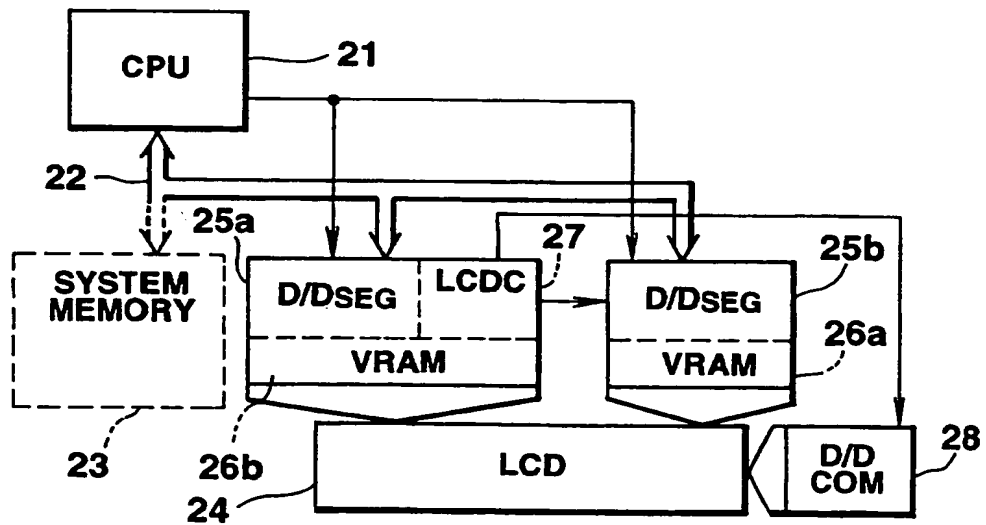 CPU
21
22
25a
27
25b
SYSTEM
MEMORY
D/DSEG
LCDC
D/DSEG
VRAM
VRAM
26a
23
26b
24
LCD
D/D
COM
28